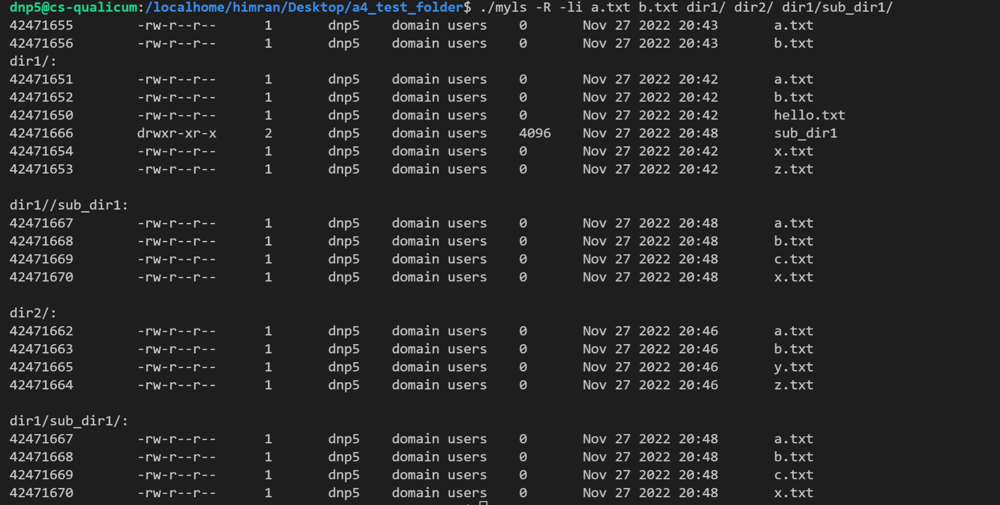 dnp5@cs-qualicum:/localhome/himran/Desktop/a4_test_folder$ ./myls -R -li a.txt b.txt dir1/ dir2/ dir1/sub_dir1/
42471655        -rw-r--r--      1       dnp5    domain users    0       Nov 27 2022 20:43       a.txt
42471656        -rw-r--r--      1       dnp5    domain users    0       Nov 27 2022 20:43       b.txt
dir1/:
42471651        -rw-r--r--      1       dnp5    domain users    0       Nov 27 2022 20:42       a.txt
42471652        -rw-r--r--      1       dnp5    domain users    0       Nov 27 2022 20:42       b.txt
42471650        -rw-r--r--      1       dnp5    domain users    0       Nov 27 2022 20:42       hello.txt
42471666        drwxr-xr-x      2       dnp5    domain users    4096    Nov 27 2022 20:48       sub_dir1
42471654        -rw-r--r--      1       dnp5    domain users    0       Nov 27 2022 20:42       x.txt
42471653        -rw-r--r--      1       dnp5    domain users    0       Nov 27 2022 20:42       z.txt

dir1//sub_dir1:
42471667        -rw-r--r--      1       dnp5    domain users    0       Nov 27 2022 20:48       a.txt
42471668        -rw-r--r--      1       dnp5    domain users    0       Nov 27 2022 20:48       b.txt
42471669        -rw-r--r--      1       dnp5    domain users    0       Nov 27 2022 20:48       c.txt
42471670        -rw-r--r--      1       dnp5    domain users    0       Nov 27 2022 20:48       x.txt

dir2/:
42471662        -rw-r--r--      1       dnp5    domain users    0       Nov 27 2022 20:46       a.txt
42471663        -rw-r--r--      1       dnp5    domain users    0       Nov 27 2022 20:46       b.txt
42471665        -rw-r--r--      1       dnp5    domain users    0       Nov 27 2022 20:46       y.txt
42471664        -rw-r--r--      1       dnp5    domain users    0       Nov 27 2022 20:46       z.txt

dir1/sub_dir1/:
42471667        -rw-r--r--      1       dnp5    domain users    0       Nov 27 2022 20:48       a.txt
42471668        -rw-r--r--      1       dnp5    domain users    0       Nov 27 2022 20:48       b.txt
42471669        -rw-r--r--      1       dnp5    domain users    0       Nov 27 2022 20:48       c.txt
42471670        -rw-r--r--      1       dnp5    domain users    0       Nov 27 2022 20:48       x.txt